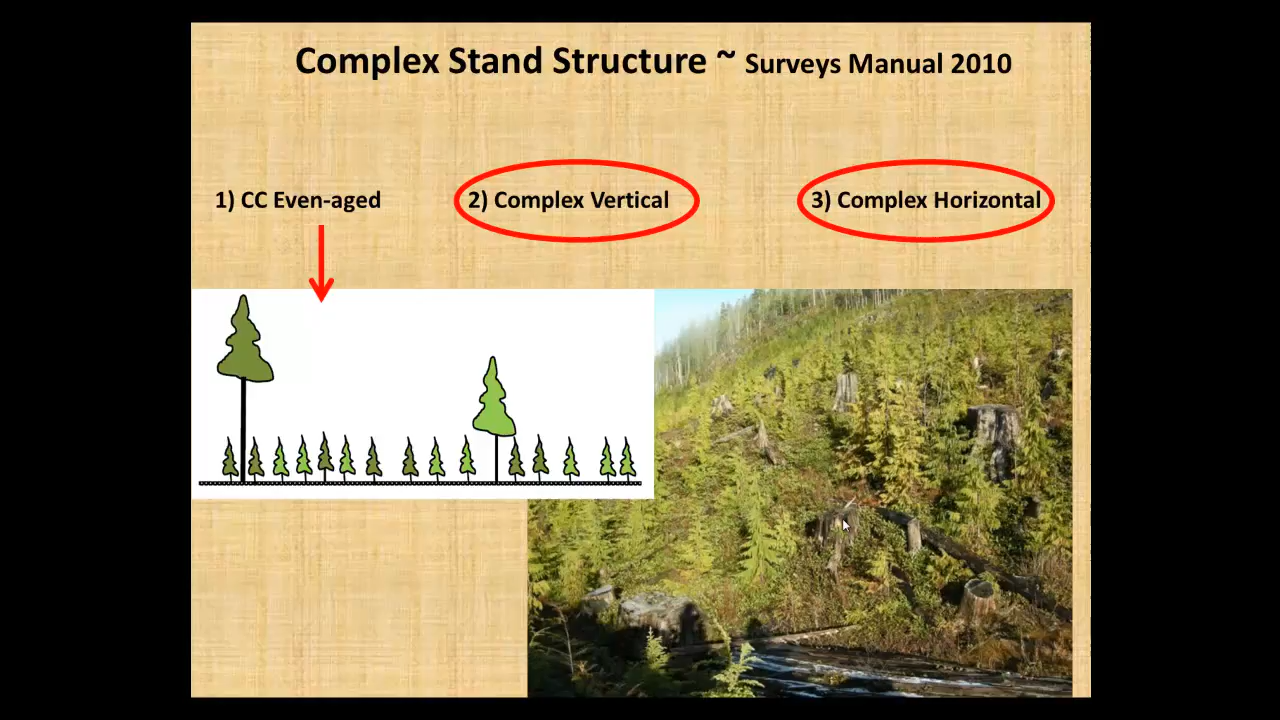 Complex Stand Structure ~ Surveys Manual 2010
1) CC Even-aged
2) Complex Vertical
3) Complex Horizontal